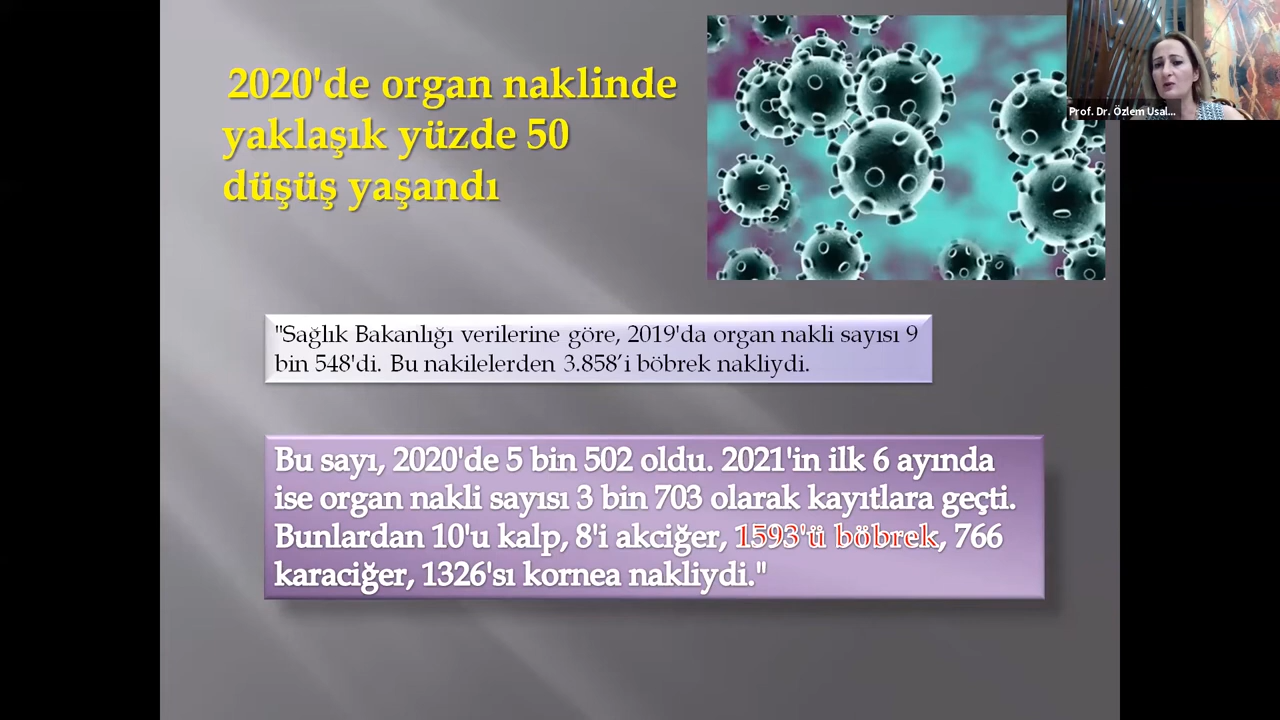 2020'de organ naklinde
yaklaşık yüzde 50
düşüş yaşandı
Prof. Dr. Özlem Usal...
"Sağlık Bakanlığı verilerine göre, 2019'da organ nakli sayısı 9
bin 548'di. Bu nakilelerden 3.858’i böbrek nakliydi.
Bu sayı, 2020'de 5 bin 502 oldu. 2021'in ilk 6 ayında
ise organ nakli sayısı 3 bin 703 olarak kayıtlara geçti.
Bunlardan 10'u kalp, 8'i akciğer, 1593'ü böbrek, 766
karaciğer, 1326'sı kornea nakliydi."